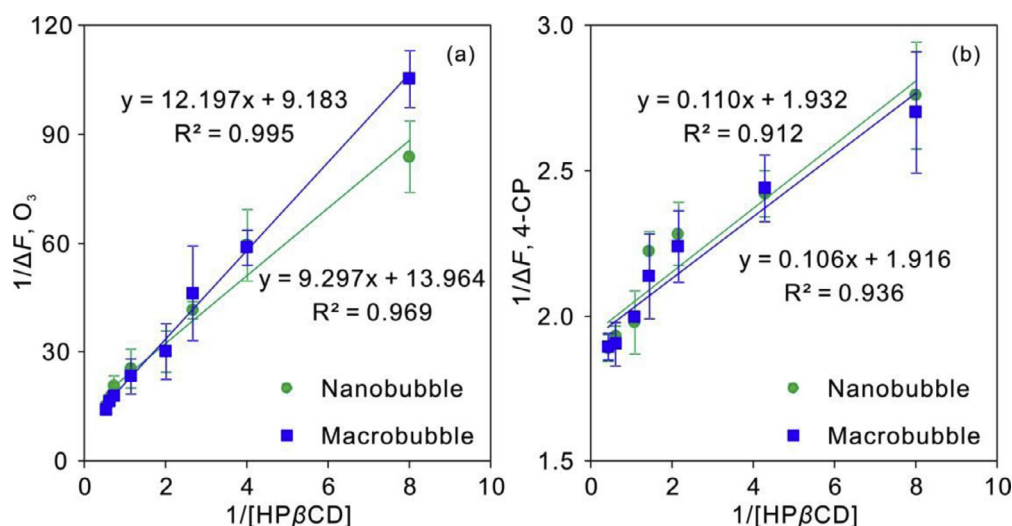 120
90
60
30
0
1/ΔF, O₃
(a)
y = 12.197x + 9.183
R² = 0.995
y = 9.297x + 13.964
R² = 0.969
Nanobubble
Macrobubble
0 2 4 6 8 10
1/[HPβCD]
3.0
2.5
2.0
1.5
1/ΔF, 4-CP
(b)
y = 0.110x + 1.932
R² = 0.912
y = 0.106x + 1.916
R² = 0.936
Nanobubble
Macrobubble
0 2 4 6 8 10
1/[HPβCD]